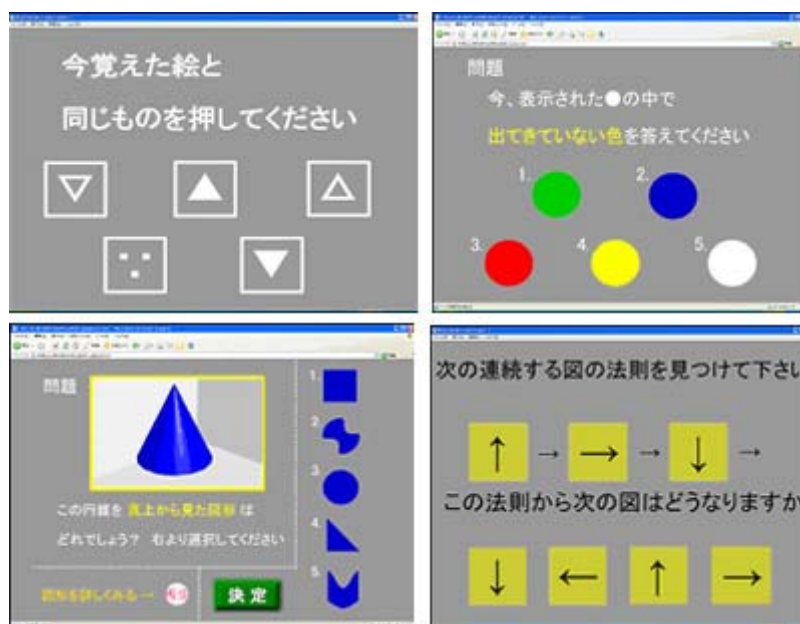 今覚えた絵と
同じものを押してください
問題
今、表示された●の中で
出てきていない色を答えてください
1.
2.
3.
4.
5.
問題
この円錐を 真上から見た図形 は
どれでしょう? 右より選択してください
1.
2.
3.
4.
5.
決定
次の連続する図の法則を見つけて下さい
↑ → → → ↓ →
この法則から次の図はどうなりますか
↓ ← ↑ →